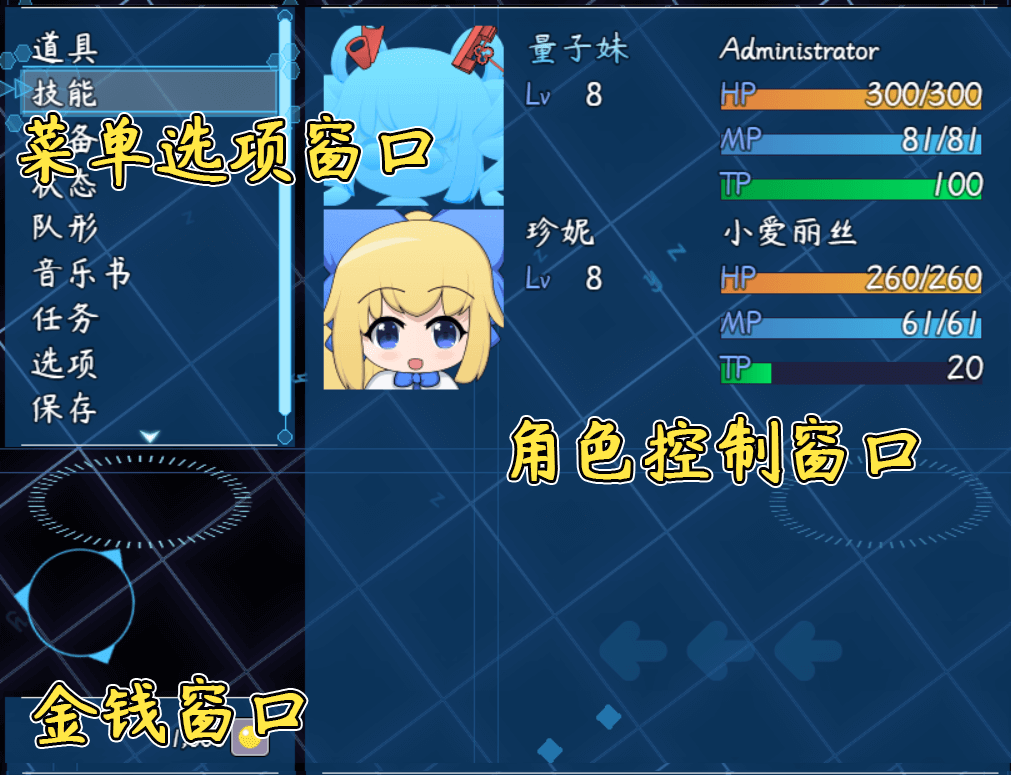 道具
技能
备
状态
队形
音乐书
任务
选项
保存
菜单选项窗口
量子妹
Lv 8
Administrator
HP 300/300
MP 81/81
TP 100
珍妮
Lv 8
小爱丽丝
HP 260/260
MP 61/61
TP 20
角色控制窗口
金钱窗口